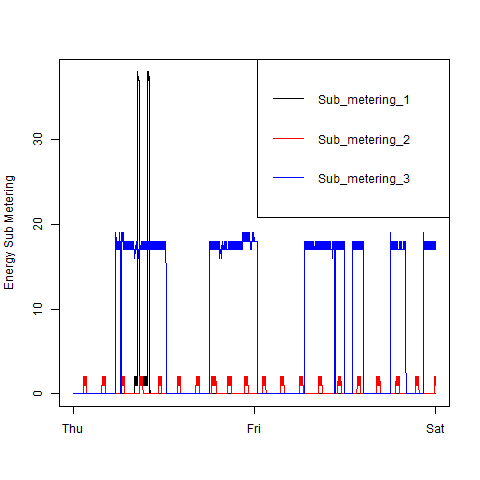 Sub_metering_1
Sub_metering_2
Sub_metering_3
Energy Sub Metering
30
20
10
0
Thu Fri Sat